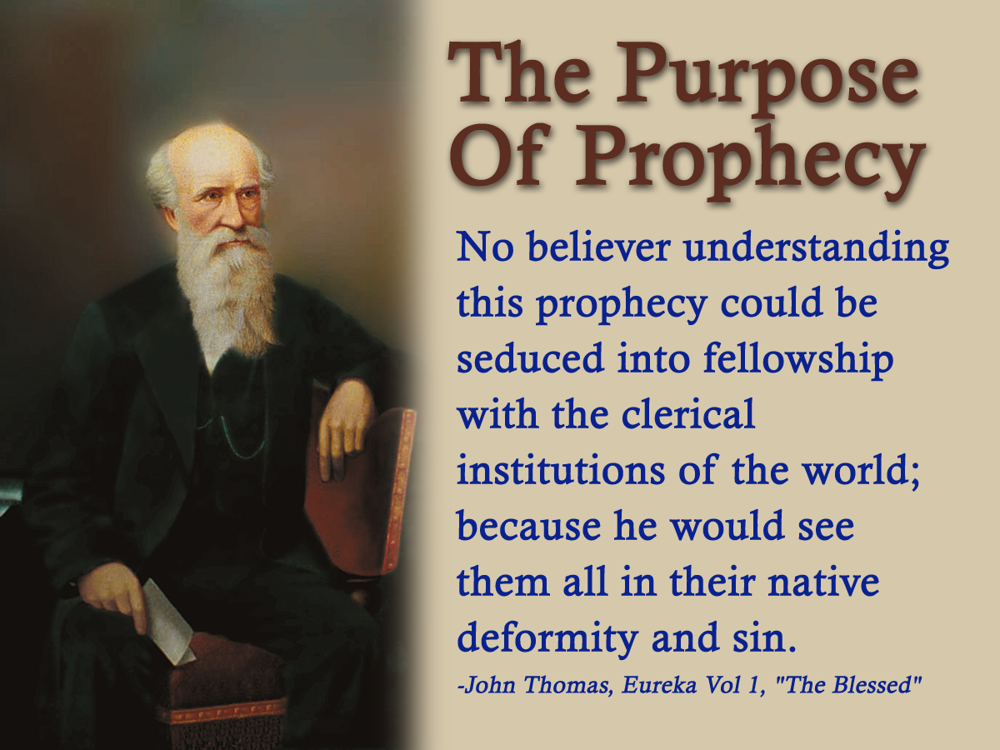 The Purpose
Of Prophecy
No believer understanding
this prophecy could be
seduced into fellowship
with the clerical
institutions of the world;
because he would see
them all in their native
deformity and sin.
-John Thomas, Eureka Vol 1, "The Blessed"